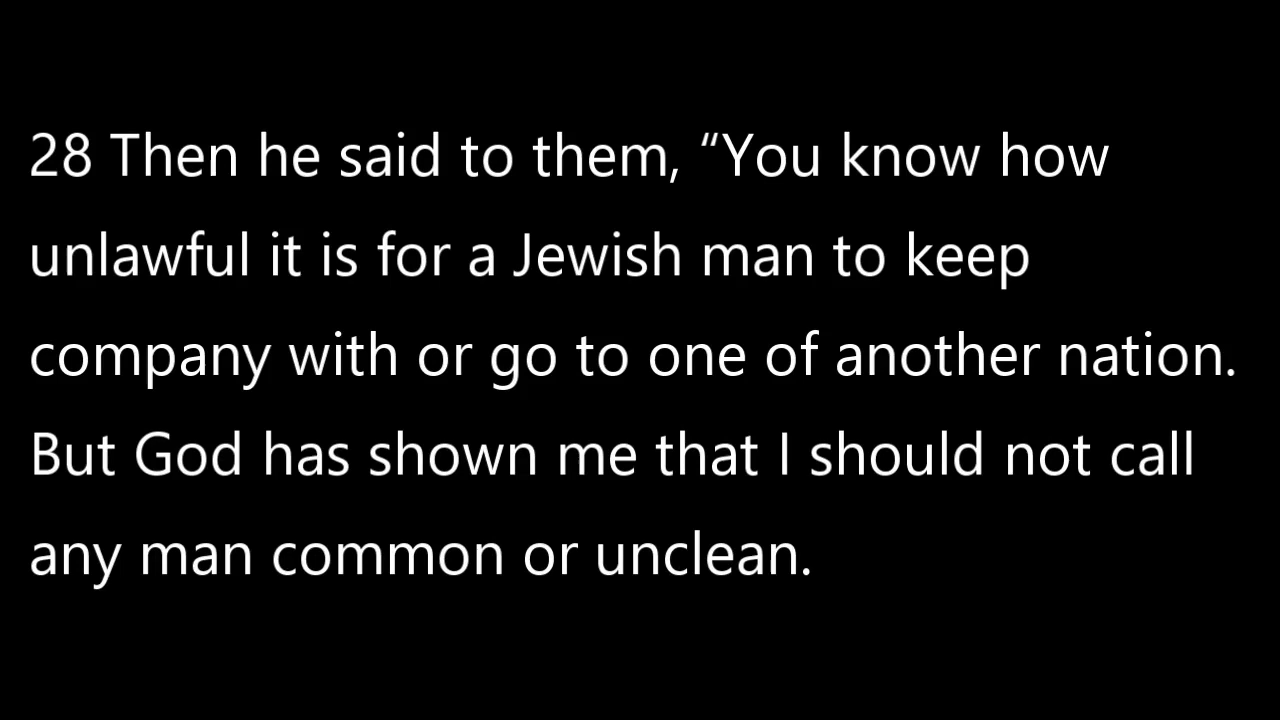 28 Then he said to them, “You know how
unlawful it is for a Jewish man to keep
company with or go to one of another nation.
But God has shown me that I should not call
any man common or unclean.